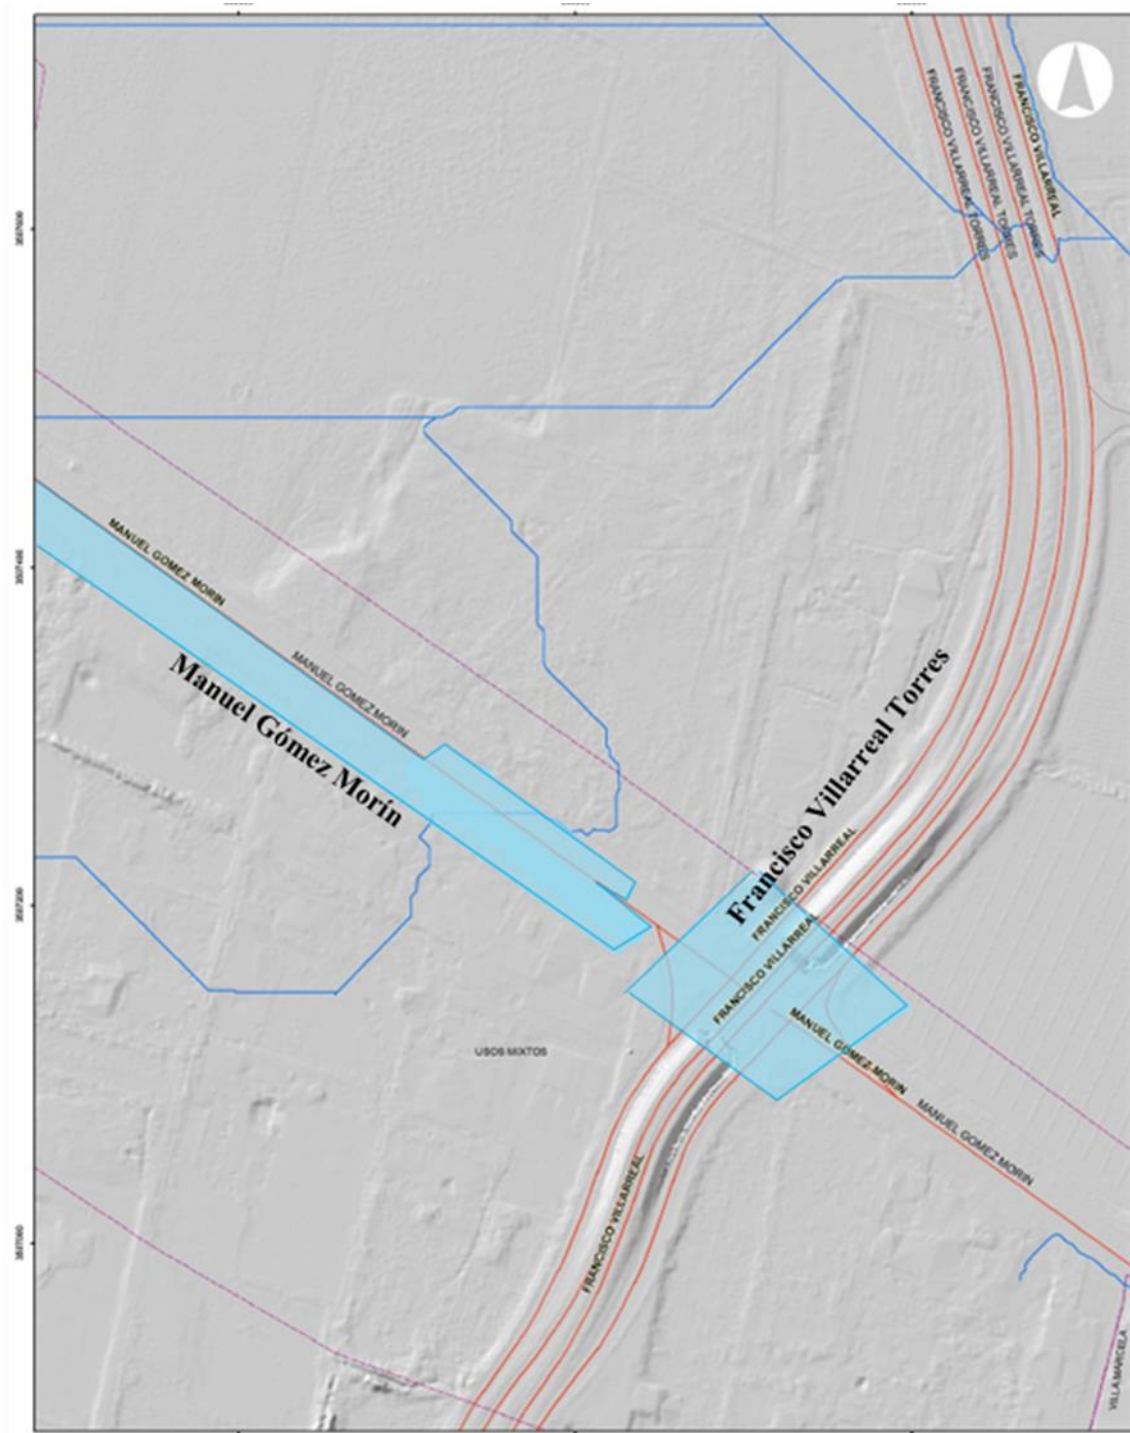 FRANCISCO VILLARREAL TORRES
FRANCISCO VILLARREAL TORRES
FRANCISCO VILLARREAL TORRES
FRANCISCO VILLARREAL
MANUEL GOMEZ MORIN
MANUEL GOMEZ MORIN
Manuel Gómez Morín
Francisco Villarreal Torres
FRANCISCO VILLARREAL
FRANCISCO VILLARREAL
MANUEL GOMEZ MORIN
MANUEL GOMEZ MORIN
USOS MIXTOS
FRANCISCO VILLARREAL
VILLA MARCELA